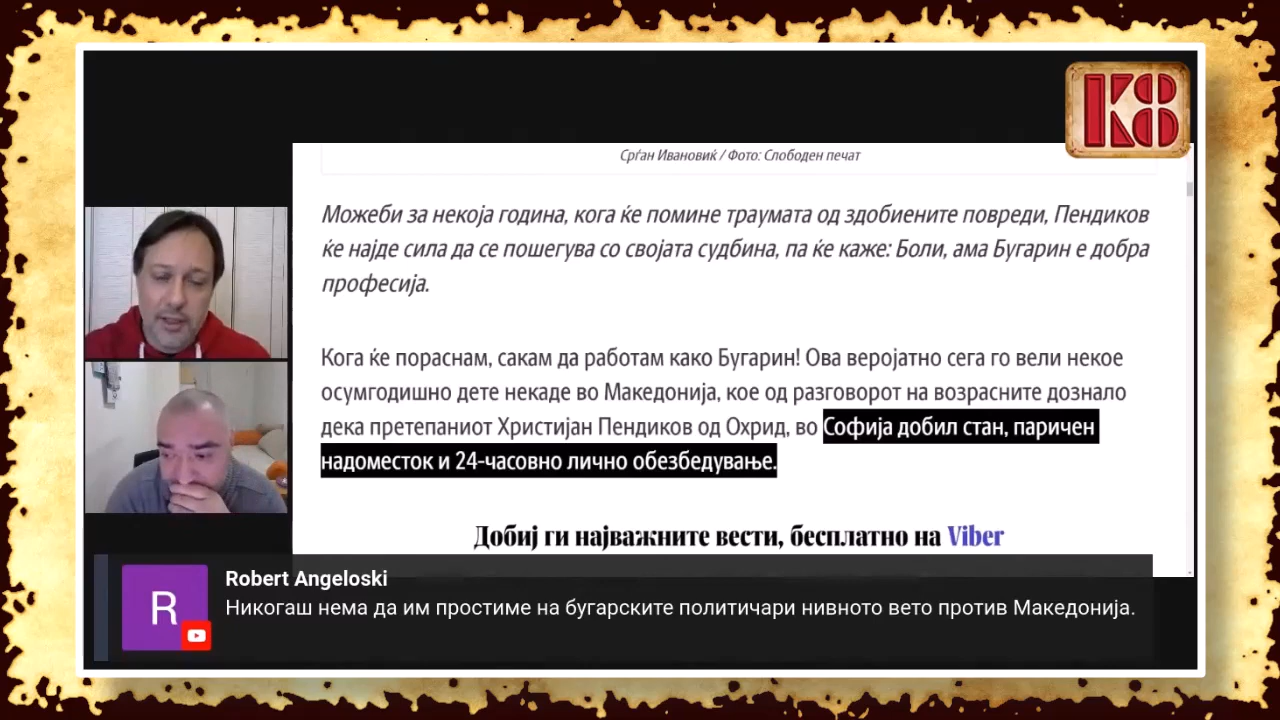 K8
Срѓан Ивановиќ / Фото: Слободен печат
Можеби за некоја година, кога ќе помине траумата од здобиените повреди, Пендиков
ќе најде сила да се пошегува со својата судбина, па ќе каже: Боли, ама Бугарин е добра
професија.
Кога ќе пораснам, сакам да работам како Бугарин! Ова веројатно сега го вели некое
осумгодишно дете некаде во Македонија, кое од разговорот на возрасните дознало
дека претепаниот Христијан Пендиков од Охрид, во Софија добил стан, паричен
надоместок и 24-часовно лично обезбедување.
Добиј ги најважните вести, бесплатно на Viber
R
Robert Angeloski
Никогаш нема да им простиме на бугарските политичари нивното вето против Македонија.